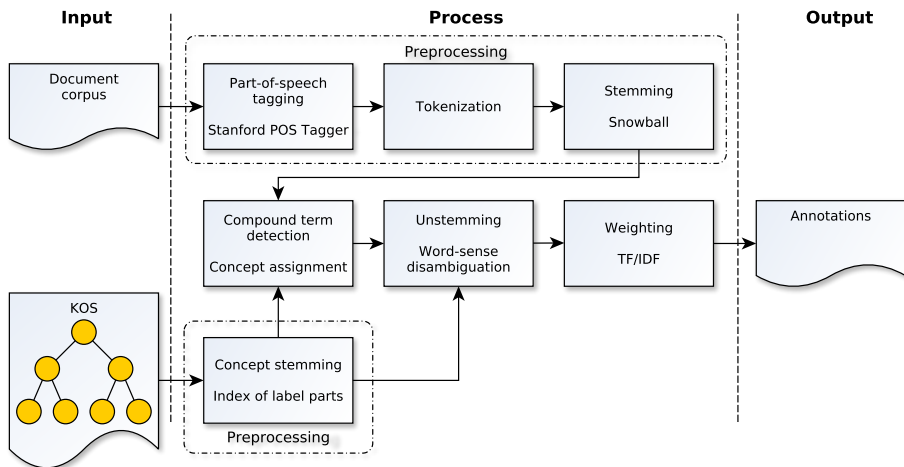 Input
Process
Output
Preprocessing
Document
corpus
Part-of-speech
tagging
Stanford POS Tagger
Tokenization
Stemming
Snowball
Compound term
detection
Concept assignment
Unstemming
Word-sense
disambiguation
Weighting
TF/IDF
Annotations
KOS
Concept stemming
Index of label parts
Preprocessing